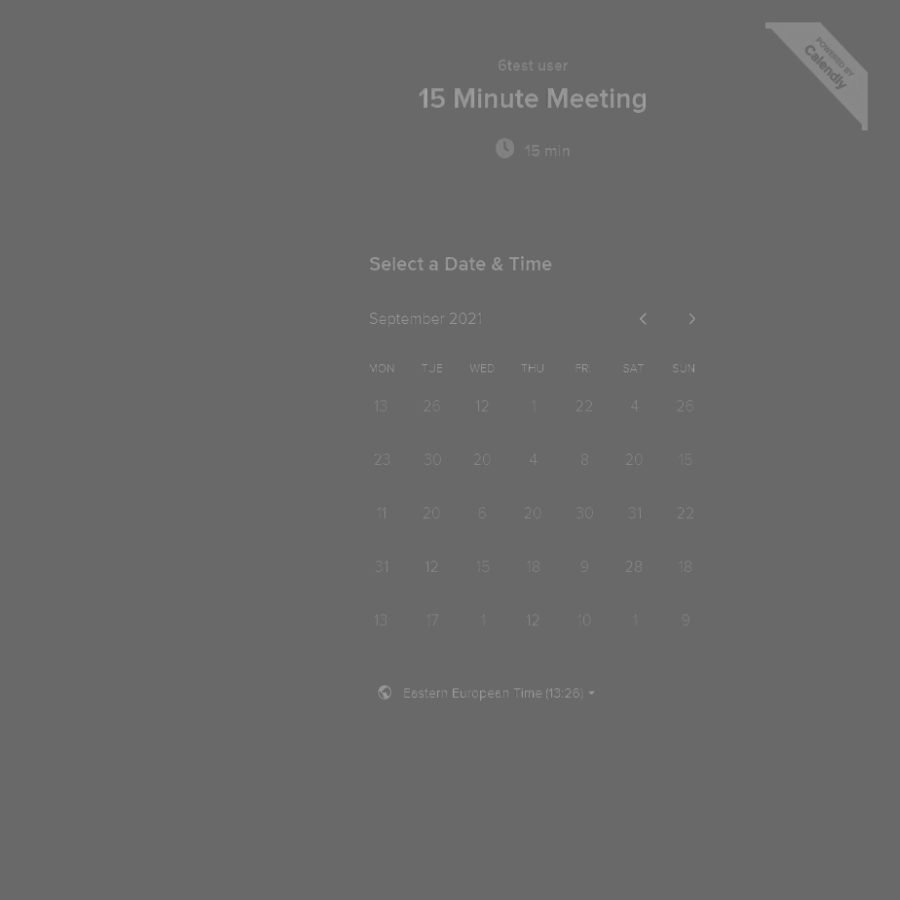 POWERED BY
Calendly
6test user
15 Minute Meeting
15 min
Select a Date & Time
September 2021
MON TUE WED THU FRI SAT SUN
13 26 12 1 22 4 26
23 30 20 4 8 20 15
11 20 6 20 30 31 22
31 12 15 18 9 28 18
13 17 1 12 10 1 9
Eastern European Time (13:26)